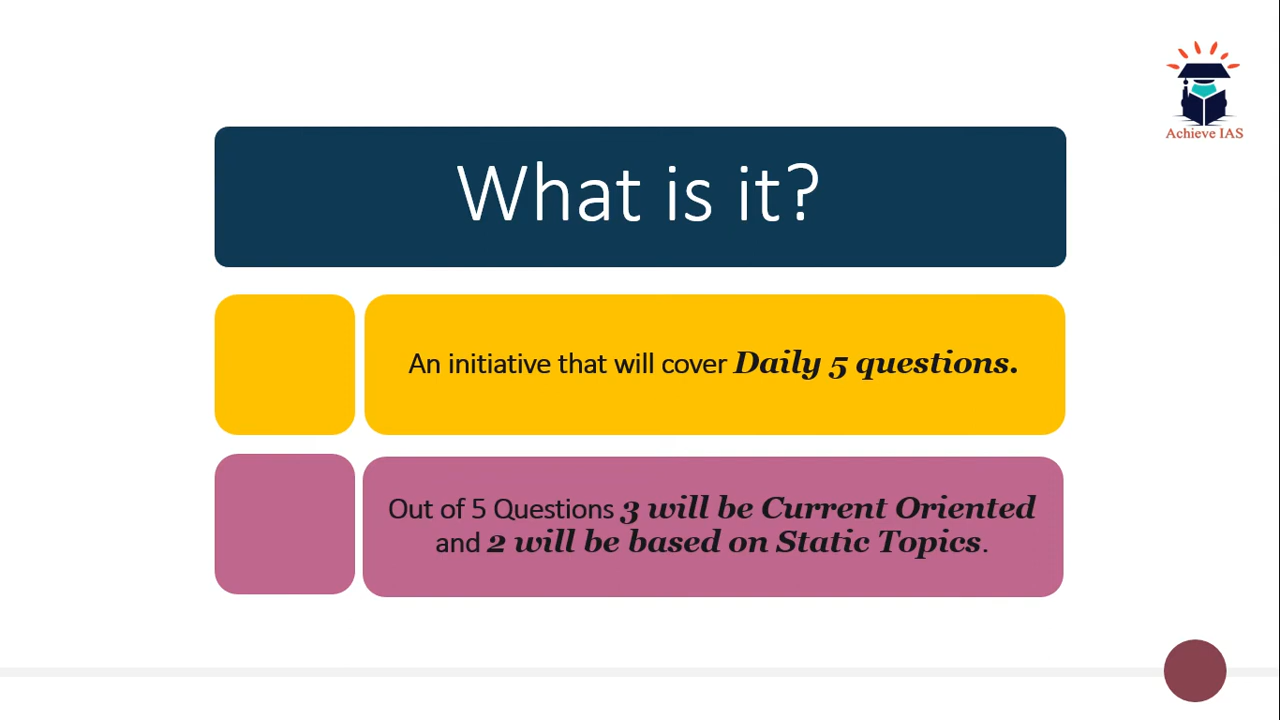 Achieve IAS
What is it?
An initiative that will cover Daily 5 questions.
Out of 5 Questions 3 will be Current Oriented
and 2 will be based on Static Topics.